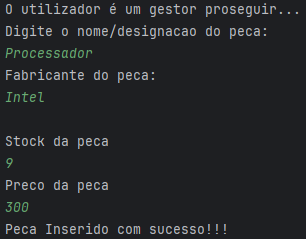 O utilizador é um gestor proseguir...
Digite o nome/designacao do peca:
Processador
Fabricante do peca:
Intel
Stock da peca
9
Preco da peca
300
Peca Inserido com sucesso!!!